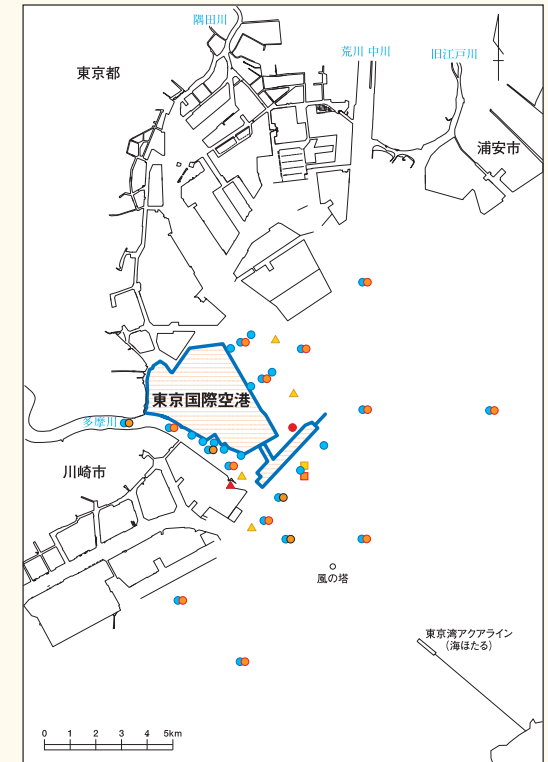 隅田川
荒川 中川
旧江戸川
東京都
浦安市
東京国際空港
多摩川
川崎市
風の塔
東京湾アクアライン
(海ほたる)
0 1 2 3 4 5km